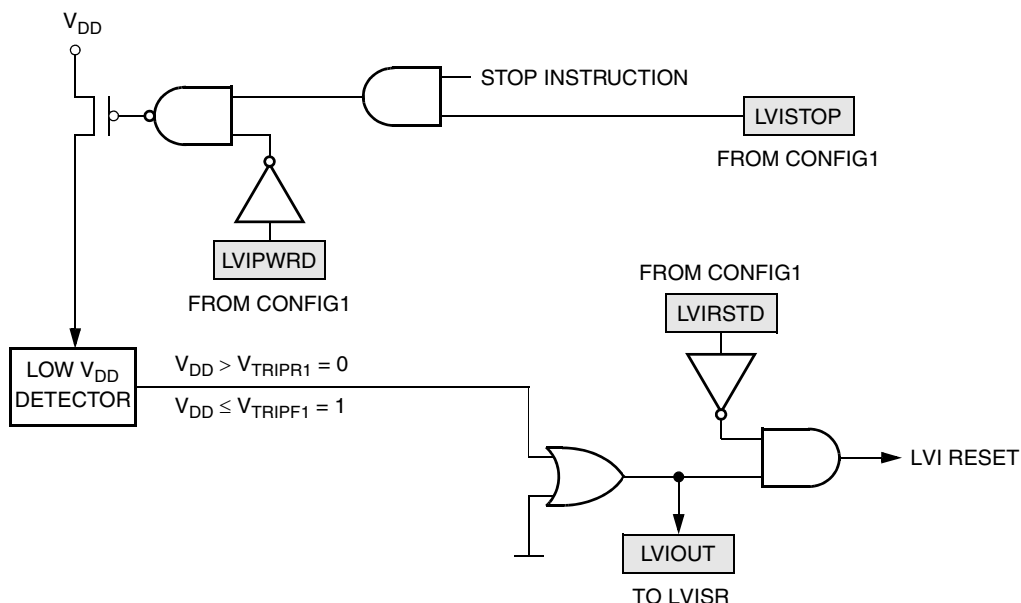 VDD
STOP INSTRUCTION
LVISTOP
FROM CONFIG1
LVIPWRD
FROM CONFIG1
FROM CONFIG1
LVIRSTD
LOW VDD
DETECTOR
VDD > VTRIPR1 = 0
VDD ≤ VTRIPF1 = 1
LVI RESET
LVIOUT
TO LVISR